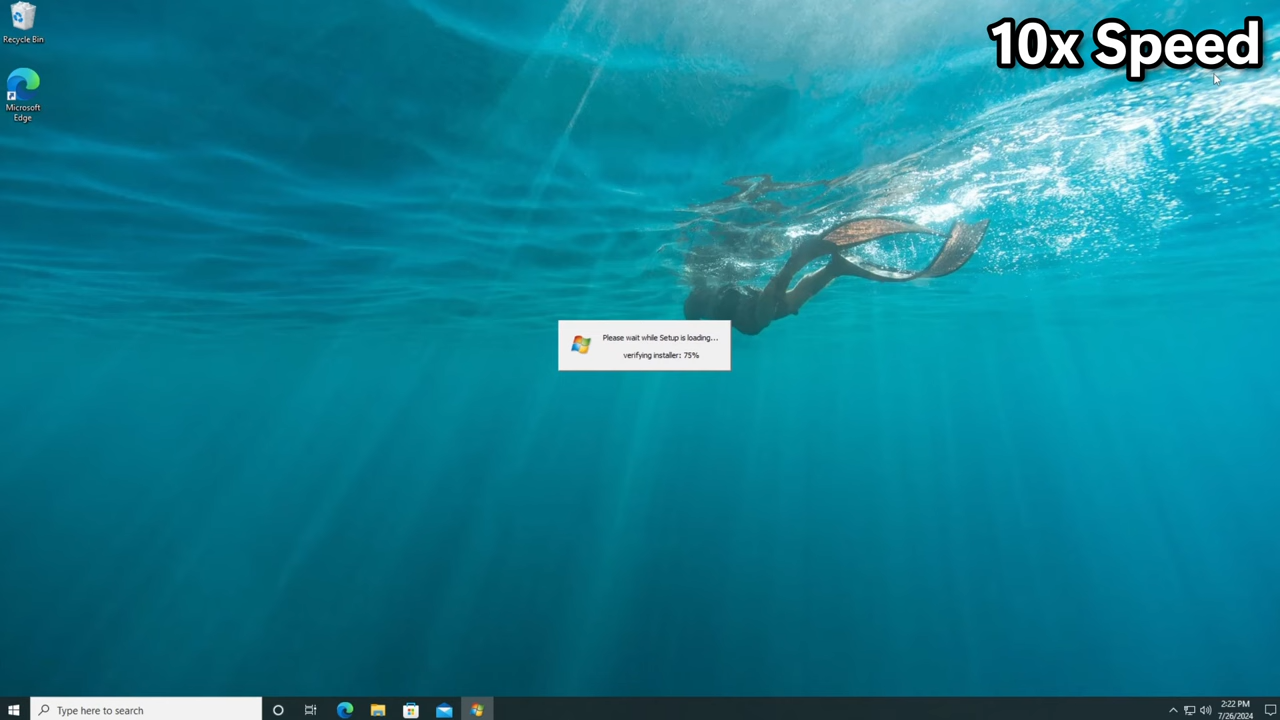 10x Speed
Recycle Bin
Microsoft
Edge
Please wait while Setup is loading...
verifying installer: 75%
Type here to search
2:22 PM
7/26/2024